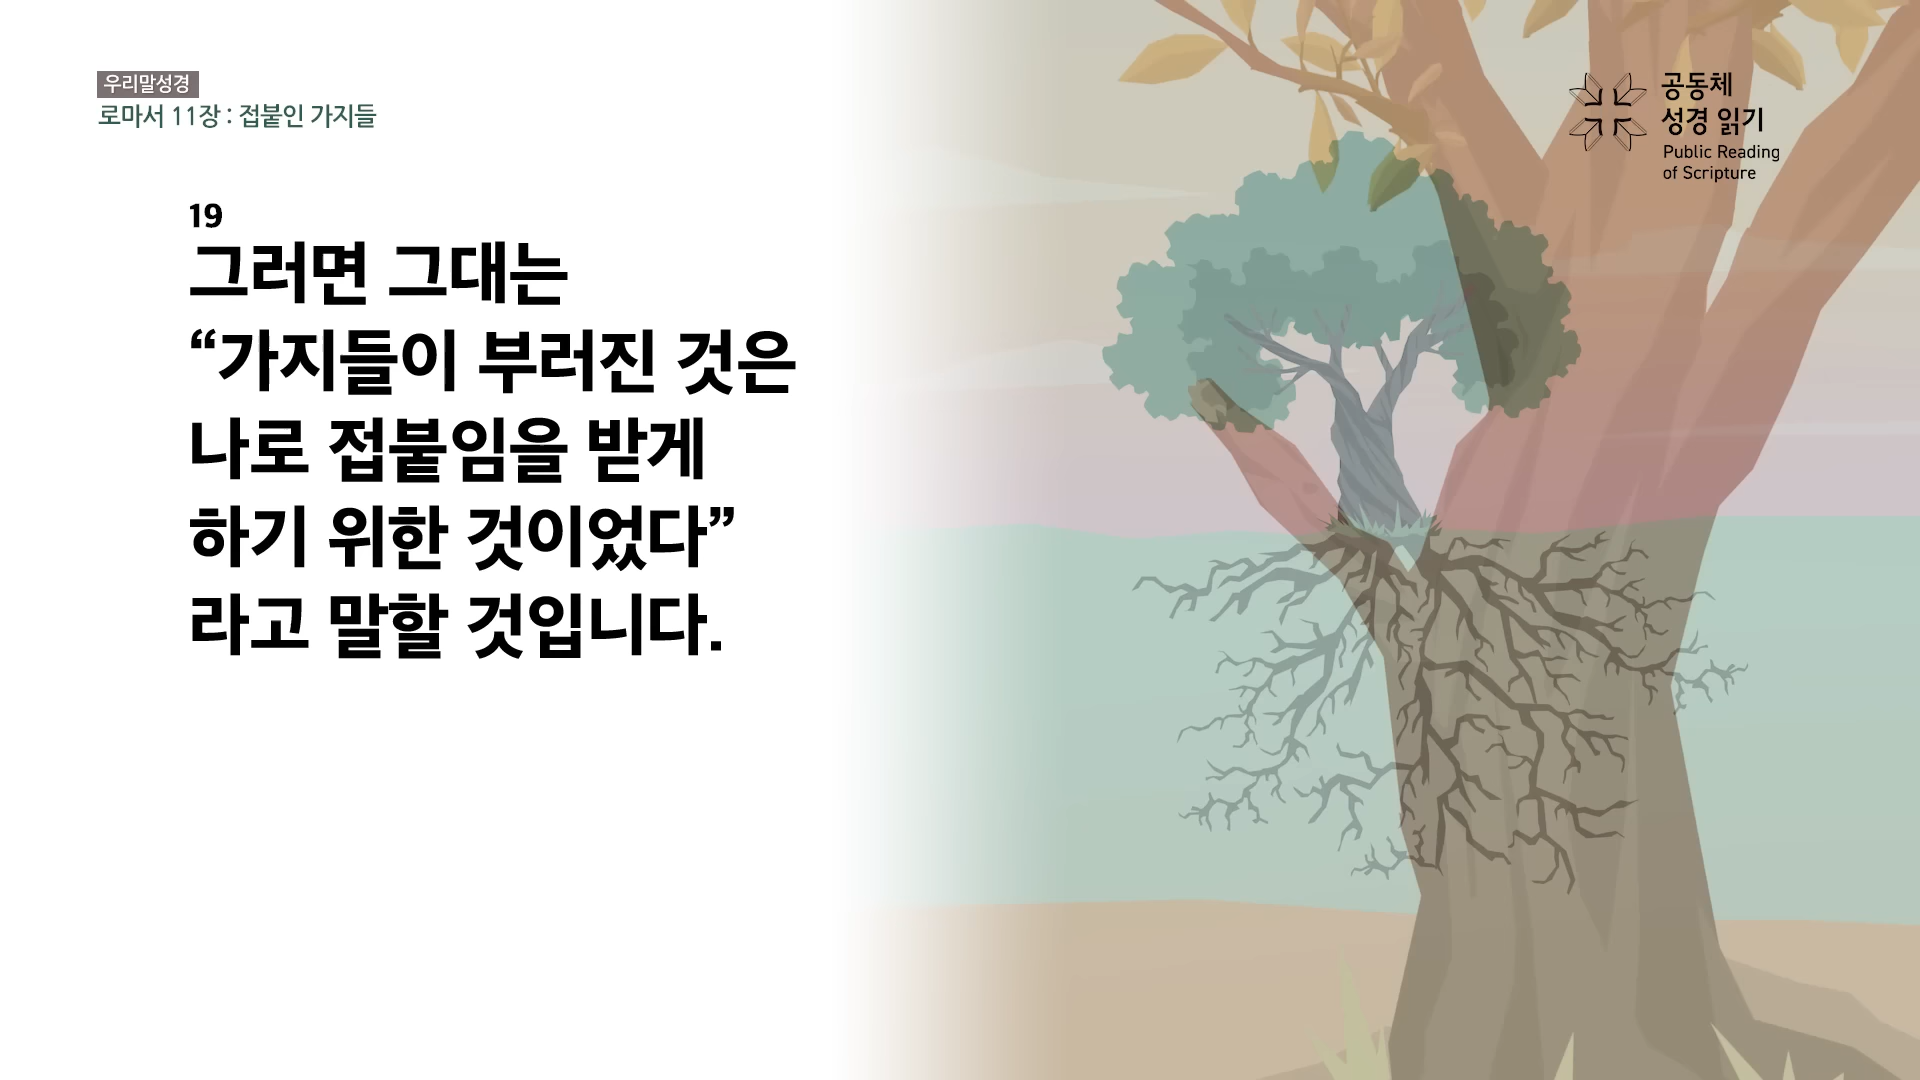 우리말성경
로마서 11장 : 접붙인 가지들
19
그러면 그대는
“가지들이 부러진 것은
나로 접붙임을 받게
하기 위한 것이었다”
라고 말할 것입니다.
공동체
성경 읽기
Public Reading
of Scripture